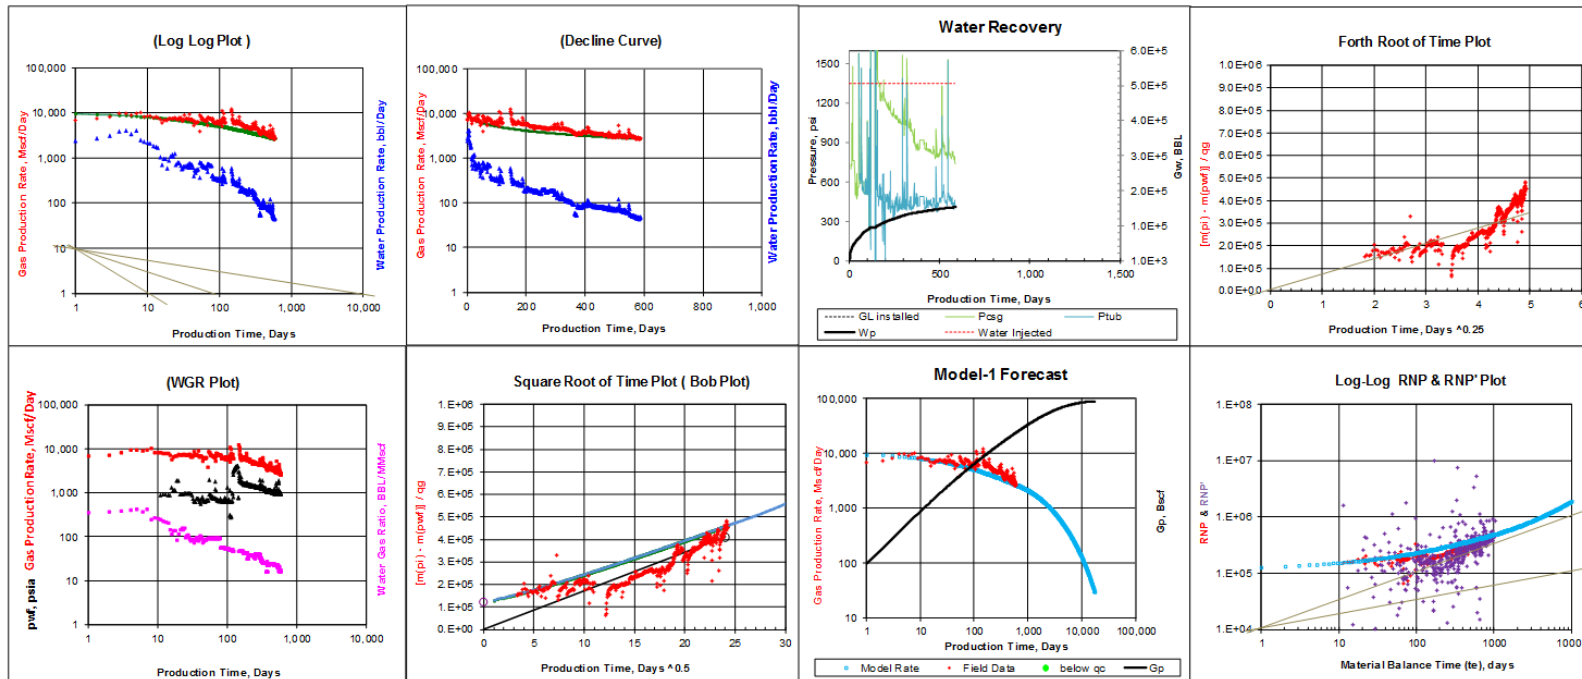 (Log Log Plot )
Gas Production Rate, Mscf/Day
100,000
10,000
1,000
100
10
1
1
10
100
1,000
10,000
Water Production Rate, bbl/Day
Production Time, Days
(Decline Curve)
Gas Production Rate, Mscf/Day
100,000
10,000
1,000
100
10
1
0
200
400
600
800
1,000
Water Production Rate, bbl/Day
Production Time, Days
Water Recovery
Pressure, psi
1600
1500
1200
900
600
300
0
0
500
1,000
1,500
6.0E+5
5.0E+5
4.0E+5
3.0E+5
2.0E+5
1.0E+5
1.0E+3
Gw, BBL
Production Time, Days
GL installed
Pcsg
Ptub
Wp
Water Injected
Forth Root of Time Plot
[m(pi) - m(pwf)] / qg
1.0E+06
9.0E+05
8.0E+05
7.0E+05
6.0E+05
5.0E+05
4.0E+05
3.0E+05
2.0E+05
1.0E+05
0.0E+00
0
1
2
3
4
5
6
Production Time, Days ^0.25
(WGR Plot)
pwf, psia Gas Production Rate, Mscf/Day
100,000
10,000
1,000
100
10
1
1
10
100
1,000
10,000
Water Gas Ratio, BBL/MMscf
Production Time, Days
Square Root of Time Plot ( Bob Plot)
[m(pi) - m(pwf)] / qg
1.E+06
9.E+05
8.E+05
7.E+05
6.E+05
5.E+05
4.E+05
3.E+05
2.E+05
1.E+05
0.E+00
0
5
10
15
20
25
30
Production Time, Days ^0.5
Model-1 Forecast
Gas Production Rate, Mscf/Day
100,000
10,000
1,000
100
10
1
10
100
1,000
10,000
100,000
Gp, Bscf
Production Time, Days
Model Rate
Field Data
below qc
Gp
Log-Log RNP & RNP' Plot
RNP & RNP'
1.E+08
1.E+07
1.E+06
1.E+05
1.E+04
1
10
100
1000
10000
Material Balance Time (te), days